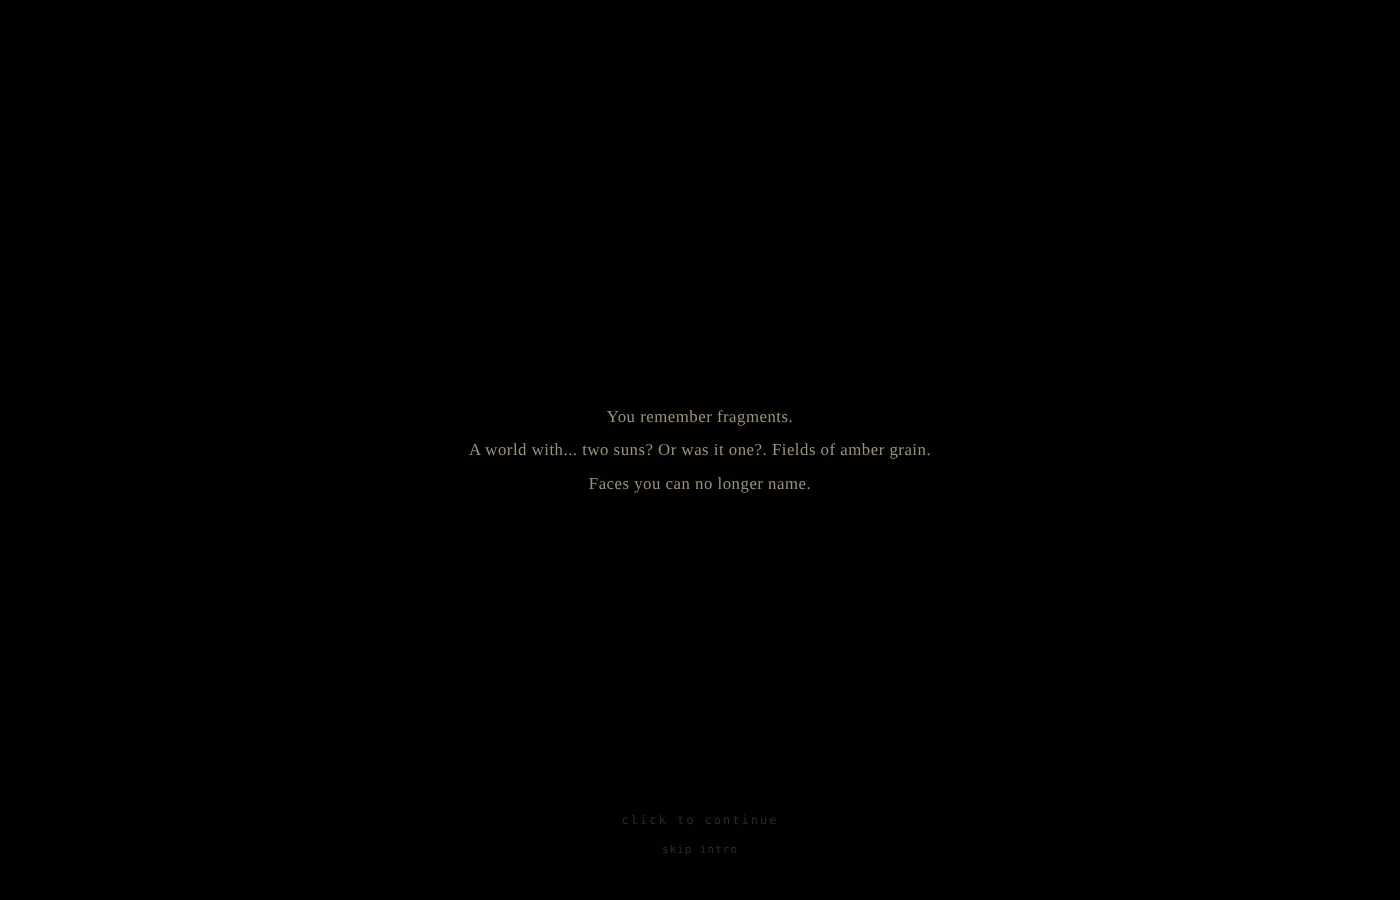 You remember fragments.
A world with... two suns? Or was it one?. Fields of amber grain.
Faces you can no longer name.
click to continue
skip intro